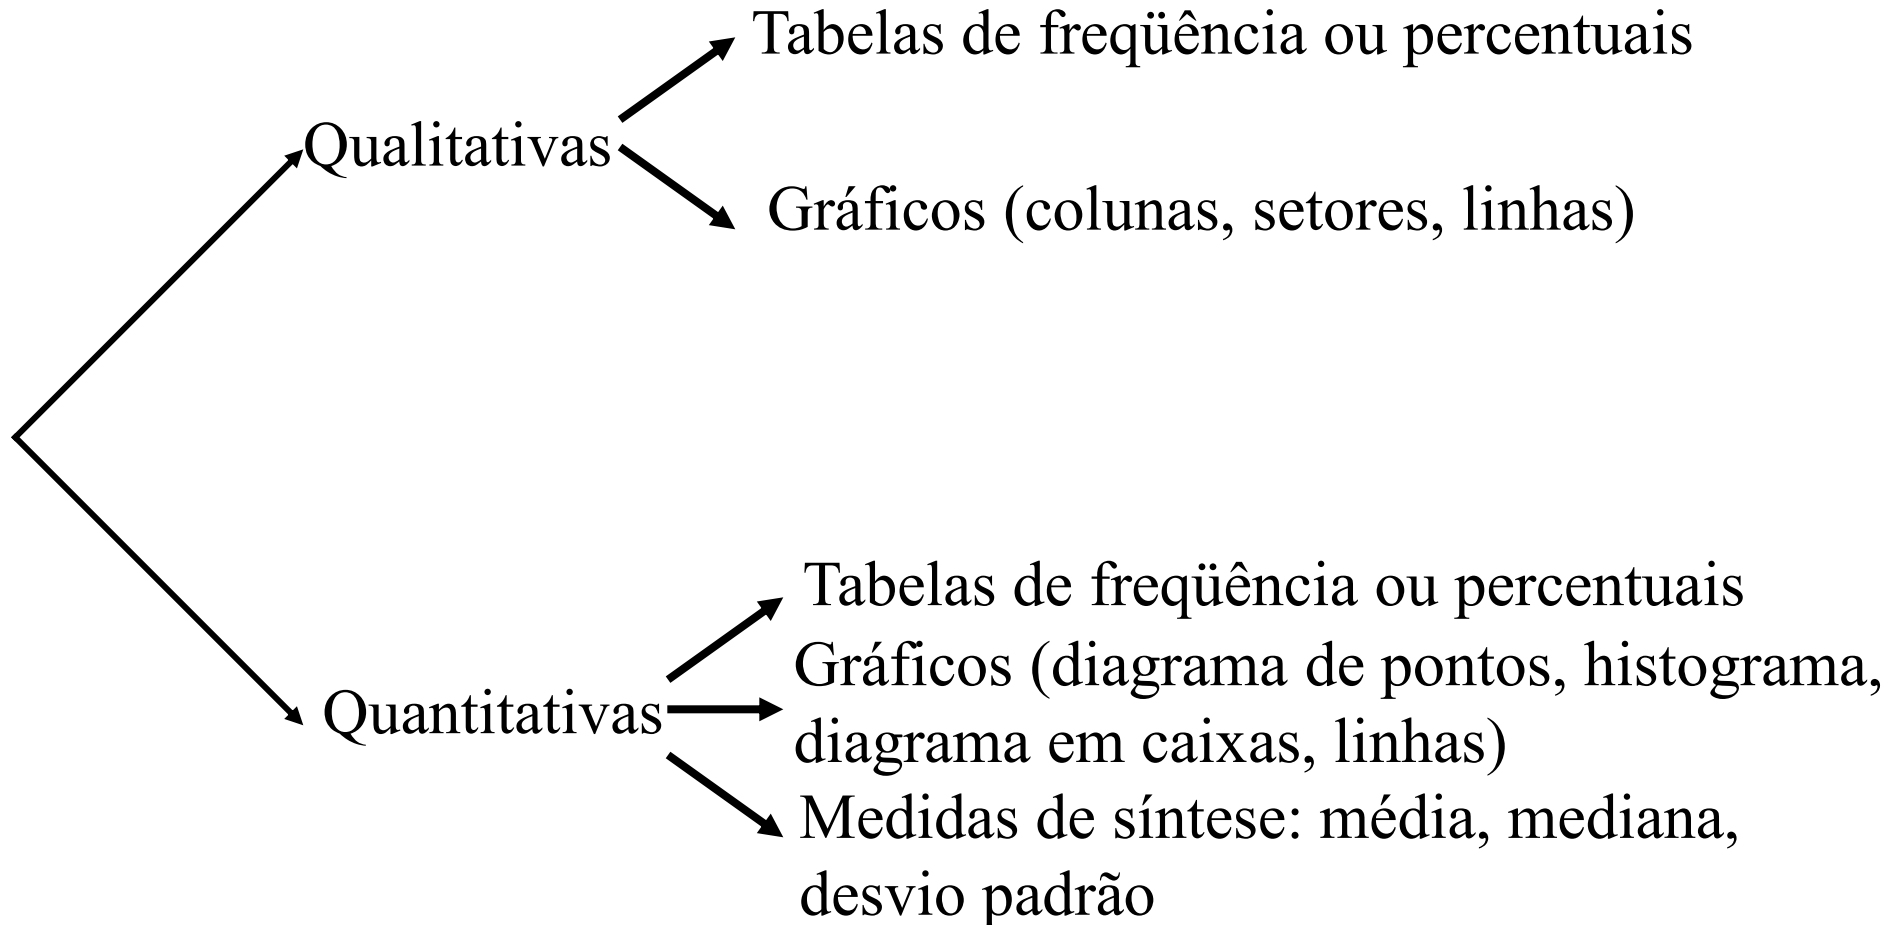 Tabelas de freqüência ou percentuais
Qualitativas
Gráficos (colunas, setores, linhas)
Tabelas de freqüência ou percentuais
Gráficos (diagrama de pontos, histograma,
Quantitativas
diagrama em caixas, linhas)
Medidas de síntese: média, mediana,
desvio padrão